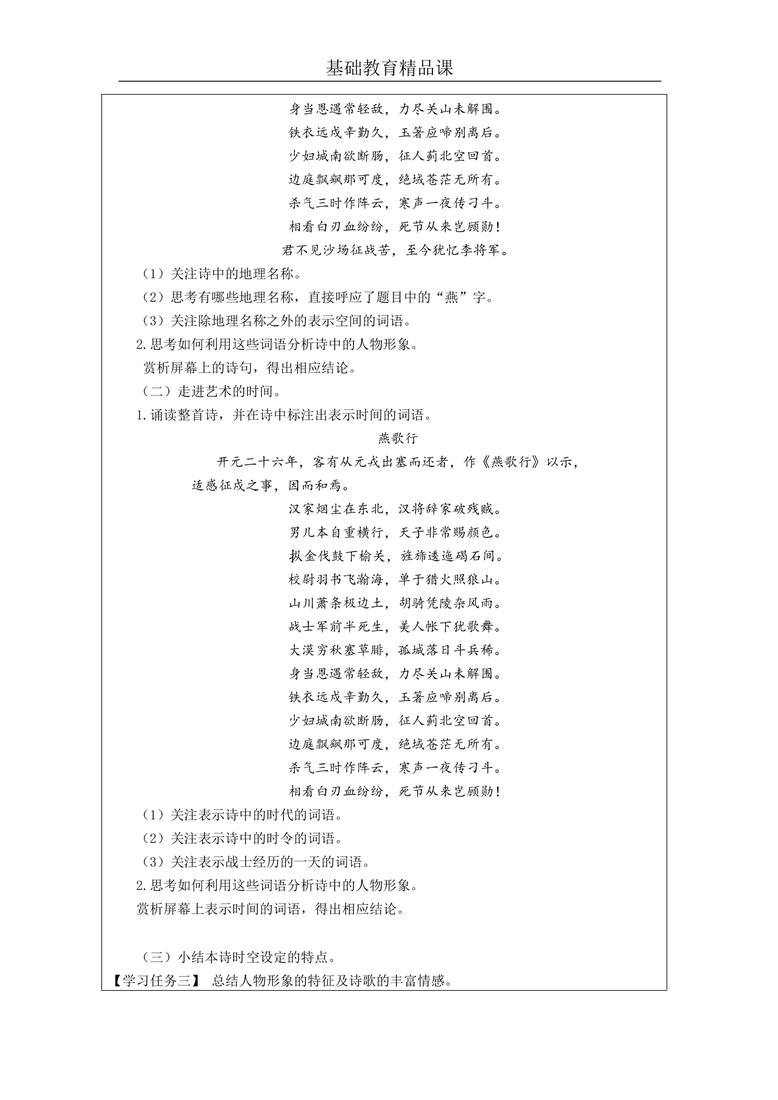 基础教育精品课
身当恩遇常轻敌，力尽关山未解围。
铁衣远戍辛勤久，玉箸应啼别离后。
少妇城南欲断肠，征人蓟北空回首。
边庭飘飖那可度，绝域苍茫无所有。
杀气三时作阵云，寒声一夜传刁斗。
相看白刃血纷纷，死节从来岂顾勋！
君不见沙场征战苦，至今犹忆李将军。
（1）关注诗中的地理名称。
（2）思考有哪些地理名称，直接呼应了题目中的“燕”字。
（3）关注除地理名称之外的表示空间的词语。
2.思考如何利用这些词语分析诗中的人物形象。
赏析屏幕上的诗句，得出相应结论。
（二）走进艺术的时间。
1.诵读整首诗，并在诗中标注出表示时间的词语。
燕歌行
开元二十六年，客有从元戎出塞而还者，作《燕歌行》以示，
适感征戍之事，因而和焉。
汉家烟尘在东北，汉将辞家破残贼。
男儿本自重横行，天子非常赐颜色。
摐金伐鼓下榆关，旌旆逶迤碣石间。
校尉羽书飞瀚海，单于猎火照狼山。
山川萧条极边土，胡骑凭陵杂风雨。
战士军前半死生，美人帐下犹歌舞。
大漠穷秋塞草腓，孤城落日斗兵稀。
身当恩遇常轻敌，力尽关山未解围。
铁衣远戍辛勤久，玉箸应啼别离后。
少妇城南欲断肠，征人蓟北空回首。
边庭飘飖那可度，绝域苍茫无所有。
杀气三时作阵云，寒声一夜传刁斗。
相看白刃血纷纷，死节从来岂顾勋！
（1）关注表示诗中的时代的词语。
（2）关注表示诗中的时令的词语。
（3）关注表示战士经历的一天的词语。
2.思考如何利用这些词语分析诗中的人物形象。
赏析屏幕上表示时间的词语，得出相应结论。
（三）小结本诗时空设定的特点。
【学习任务三】 总结人物形象的特征及诗歌的丰富情感。